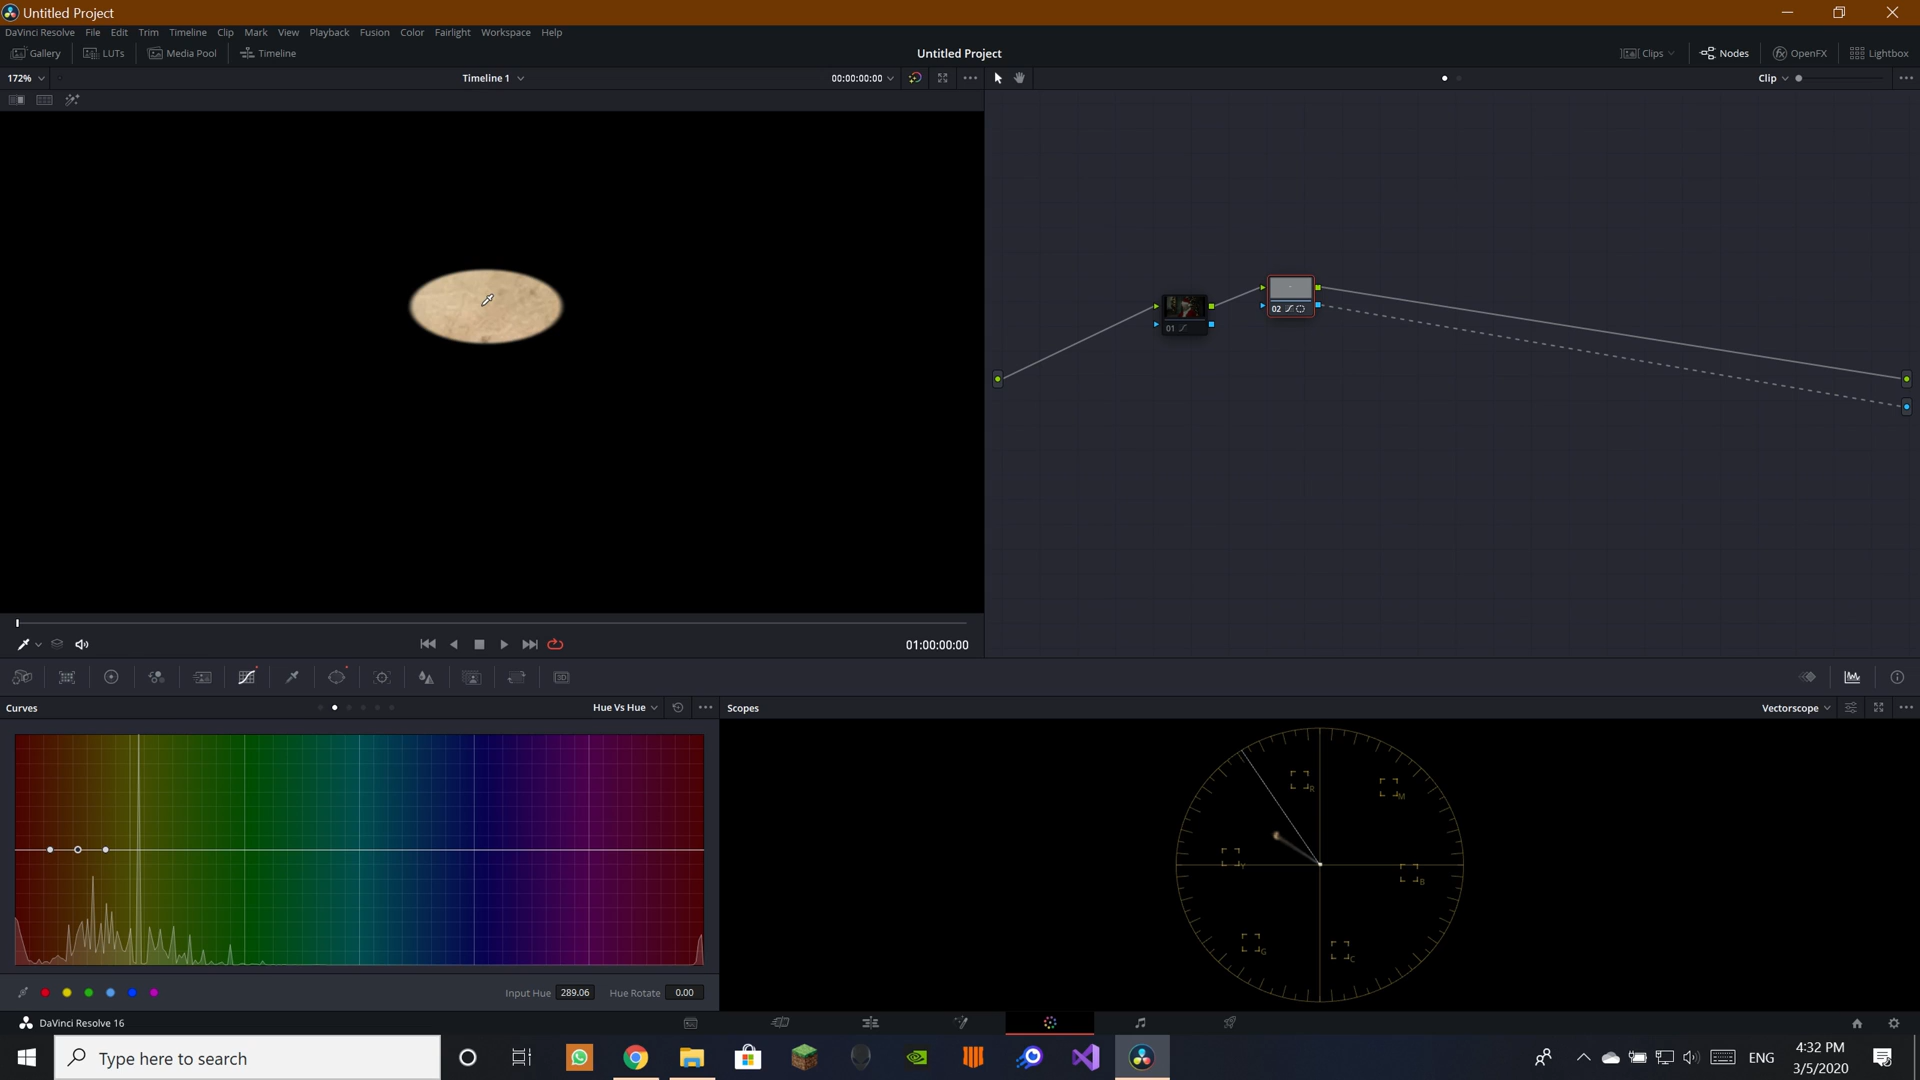 Untitled Project
DaVinci Resolve File Edit Trim Timeline Clip Mark View Playback Fusion Color Fairlight Workspace Help
Gallery LUTs Media Pool Timeline Untitled Project Clips Nodes OpenFX Lightbox
172% Timeline 1 00:00:00:00 Clip
01
02
01:00:00:00
3D
Curves Hue Vs Hue Scopes Vectorscope
R
M
Y
B
G
C
Input Hue 289.06 Hue Rotate 0.00
DaVinci Resolve 16
Type here to search
ENG
4:32 PM
3/5/2020